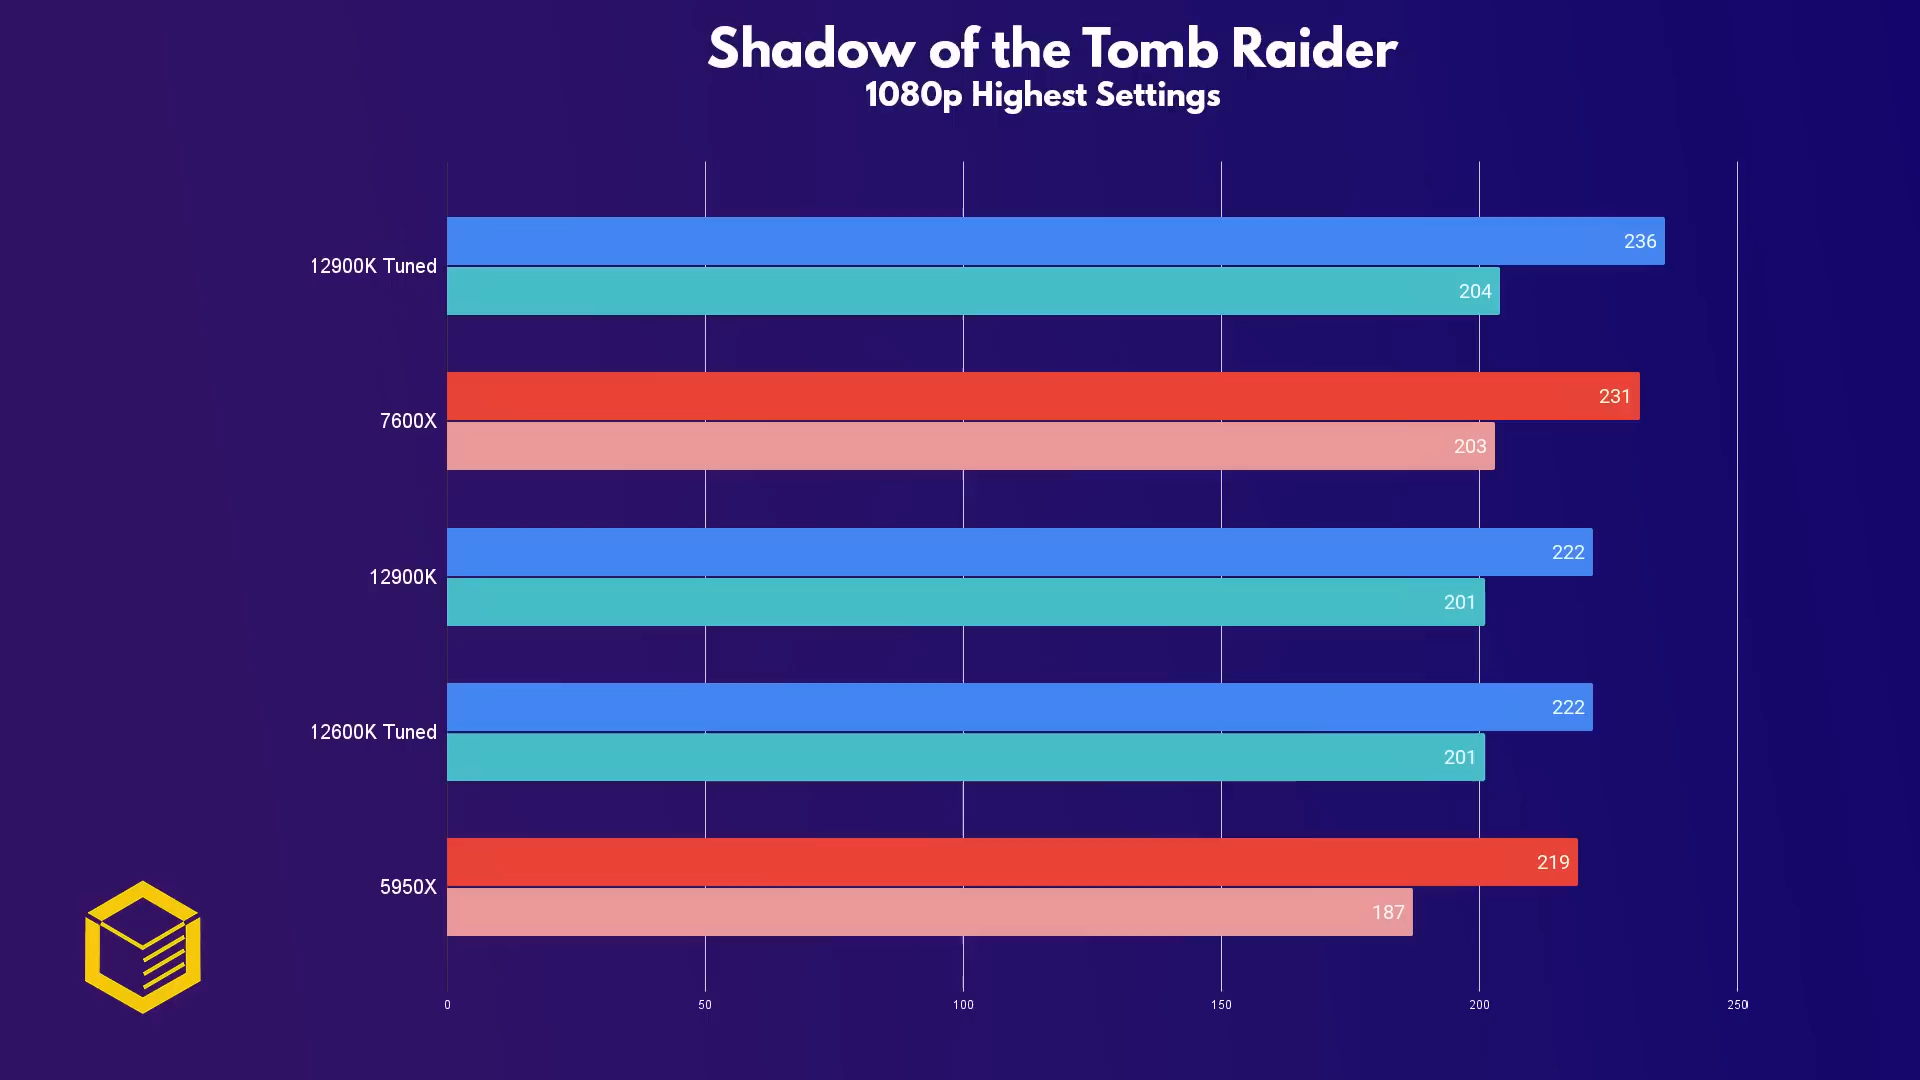 Shadow of the Tomb Raider
1080p Highest Settings
12900K Tuned
236
204
7600X
231
203
12900K
222
201
12600K Tuned
222
201
5950X
219
187
0 50 100 150 200 250